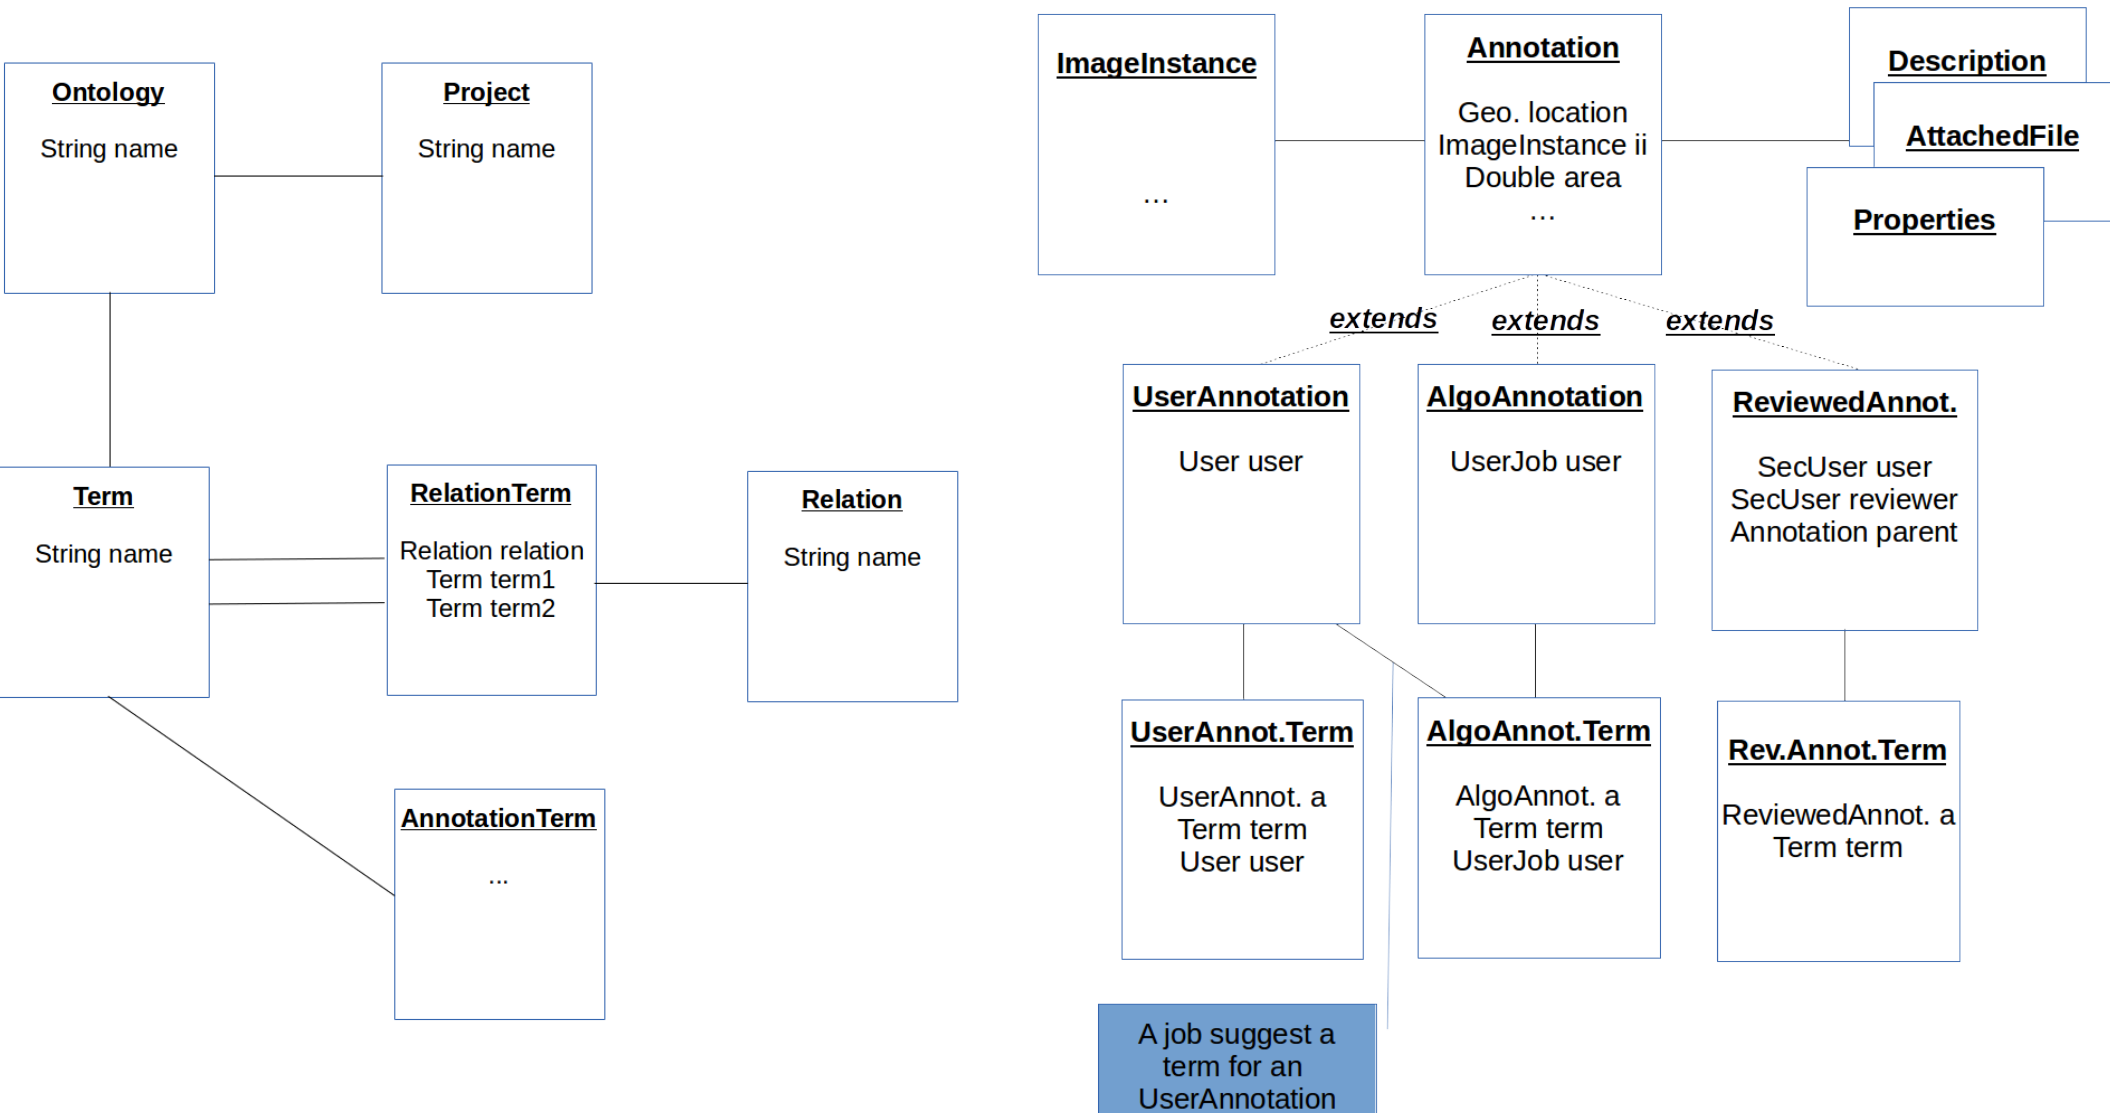 Ontology
String name
Project
String name
Term
String name
RelationTerm
Relation relation
Term term1
Term term2
Relation
String name
AnnotationTerm
...
ImageInstance
...
Annotation
Geo. location
ImageInstance ii
Double area
...
Description
AttachedFile
Properties
extends
extends
extends
UserAnnotation
User user
AlgoAnnotation
UserJob user
ReviewedAnnot.
SecUser user
SecUser reviewer
Annotation parent
UserAnnot.Term
UserAnnot. a
Term term
User user
AlgoAnnot.Term
AlgoAnnot. a
Term term
UserJob user
Rev.Annot.Term
ReviewedAnnot. a
Term term
A job suggest a
term for an
UserAnnotation